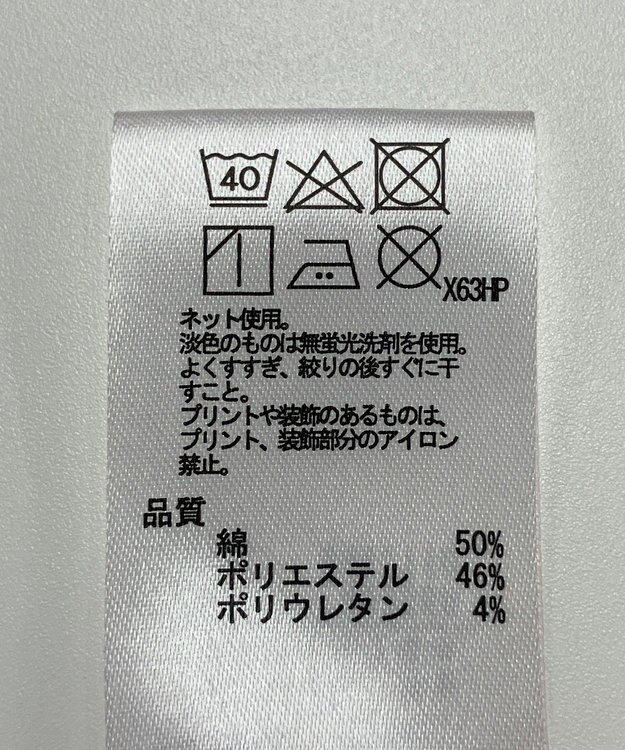 40
X63HP
ネット使用。
淡色のものは無蛍光洗剤を使用。
よくすすぎ、絞りの後すぐに干
すこと。
プリントや装飾のあるものは、
プリント、装飾部分のアイロン
禁止。
品質
綿 50%
ポリエステル 46%
ポリウレタン 4%